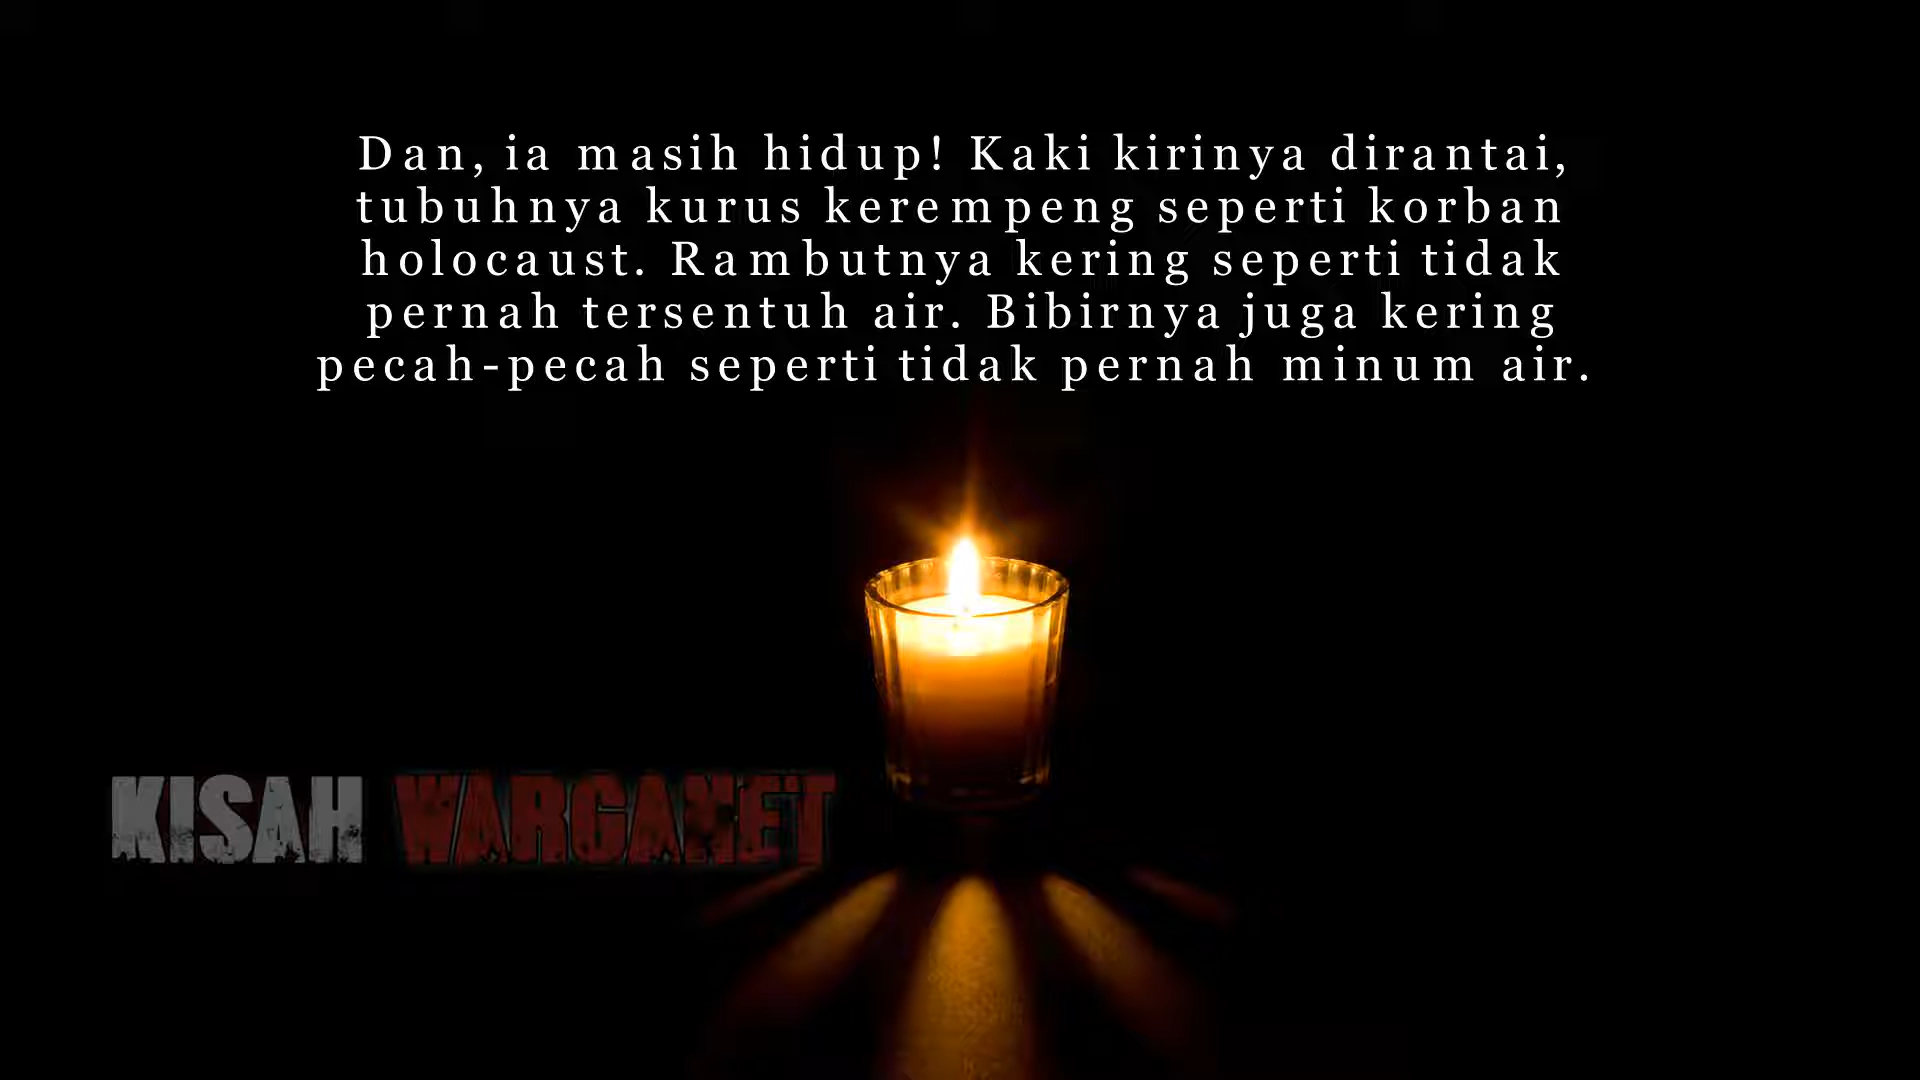 Dan, ia masih hidup! Kaki kirinya dirantai,
tubuhnya kurus kerempeng seperti korban
holocaust. Rambutnya kering seperti tidak
pernah tersentuh air. Bibirnya juga kering
pecah-pecah seperti tidak pernah minum air.
KISAH WARGANET